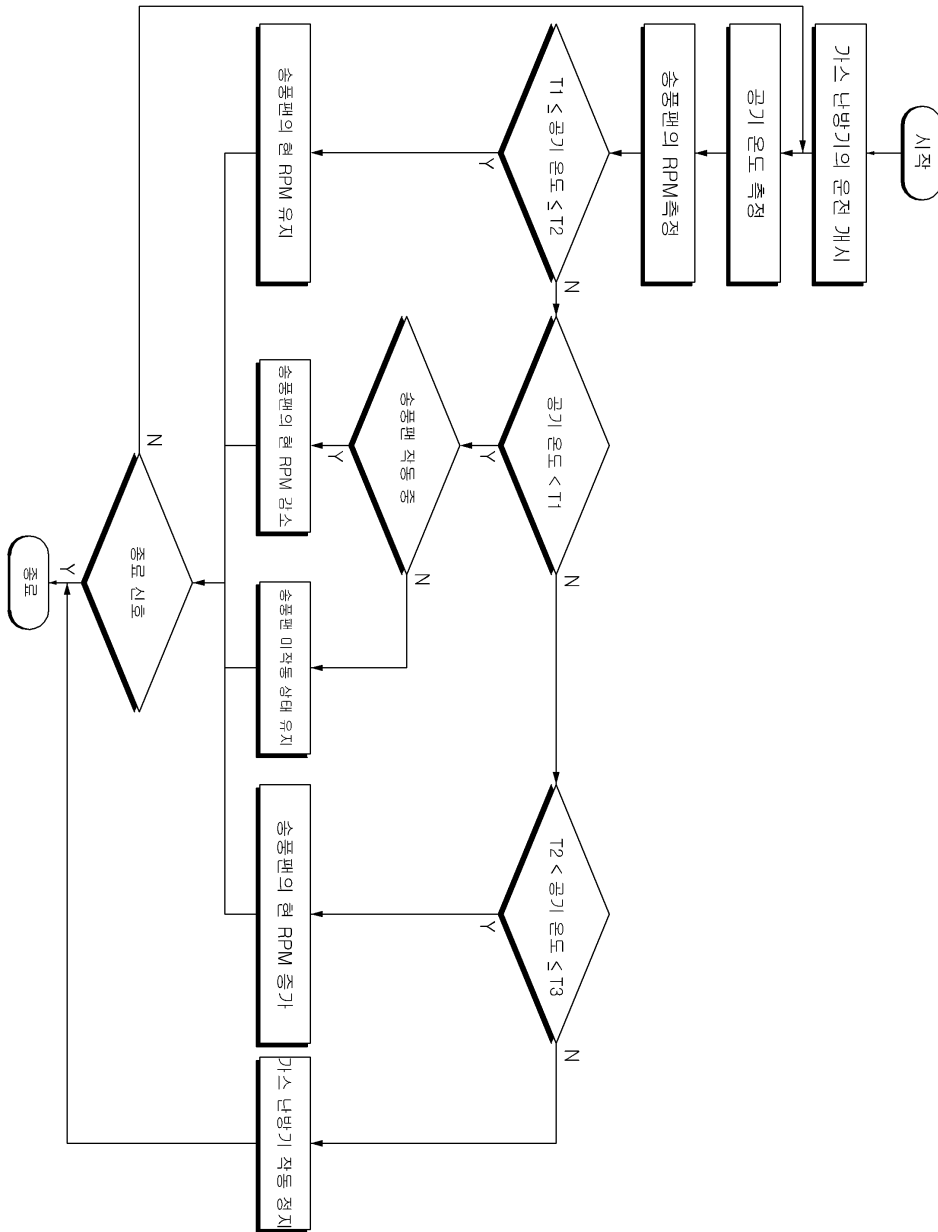 시작
가스 난방기의 운전 개시
공기 온도 측정
송풍팬의 RPM측정
T1 ≤ 공기 온도 ≤ T2
N
Y
공기 온도 < T1
N
Y
T2 < 공기 온도 ≤ T3
N
Y
송풍팬 작동 중
N
Y
송풍팬의 현 RPM 유지
송풍팬의 현 RPM 감소
송풍팬 미작동 상태 유지
송풍팬의 현 RPM 증가
가스 난방기 작동 정지
종료 신호
N
Y
종료